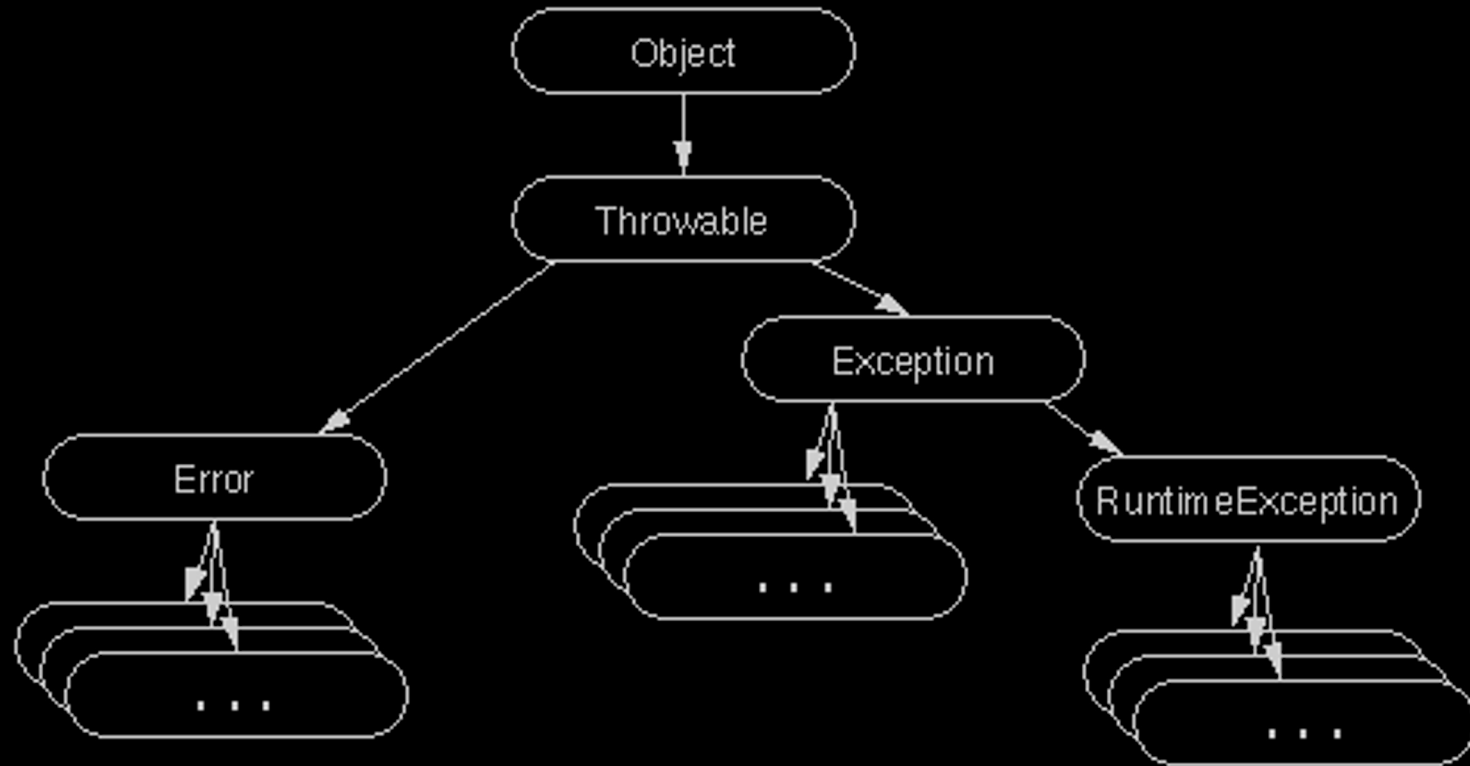 Object
Throwable
Exception
Error
RuntimeException
. . .
. . .
. . .